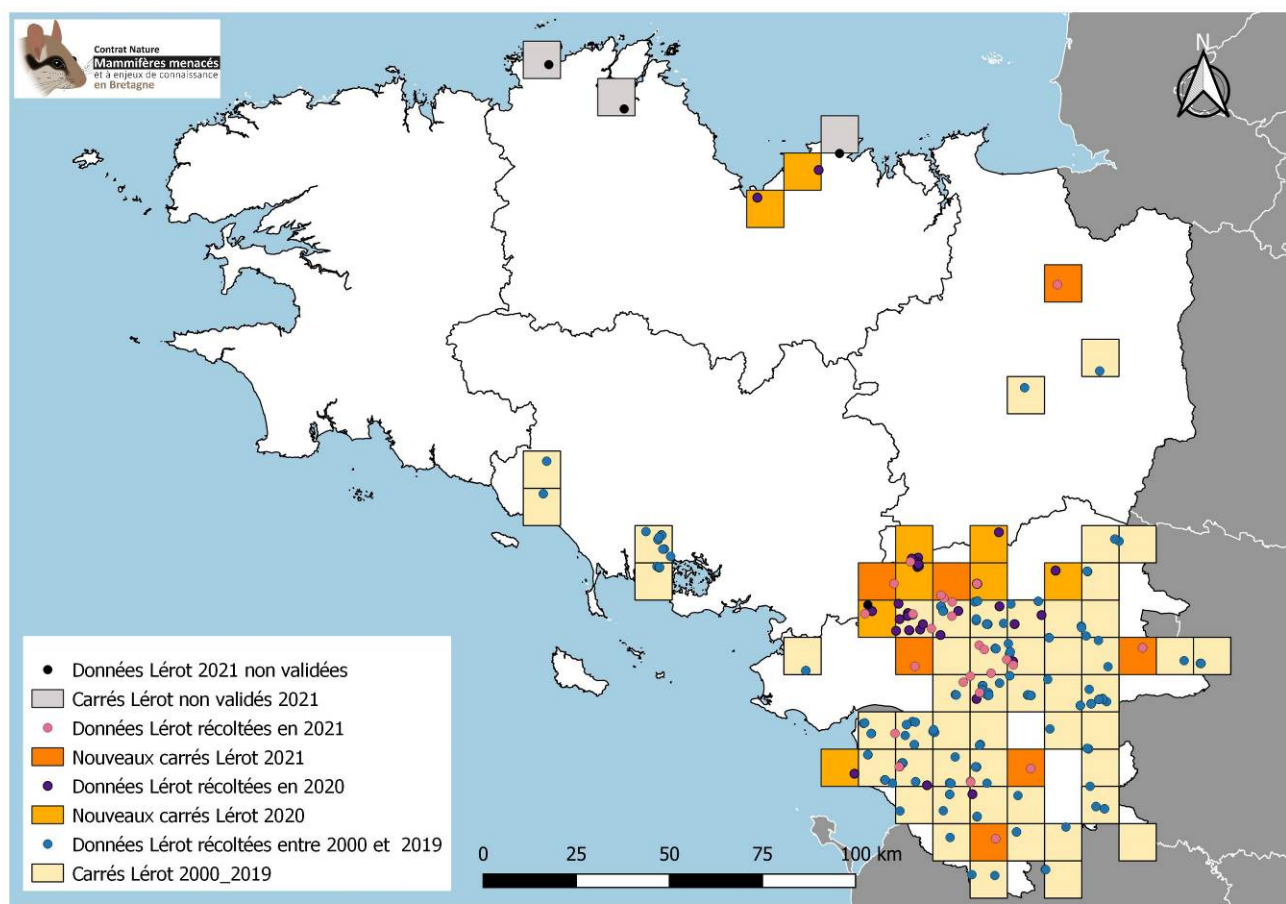 Contrat Nature
Mammifères menacés
et à enjeux de connaissance
en Bretagne
N
Données Lérot 2021 non validées
Carrés Lérot non validés 2021
Données Lérot récoltées en 2021
Nouveaux carrés Lérot 2021
Données Lérot récoltées en 2020
Nouveaux carrés Lérot 2020
Données Lérot récoltées entre 2000 et 2019
Carrés Lérot 2000_2019
0 25 50 75 100 km